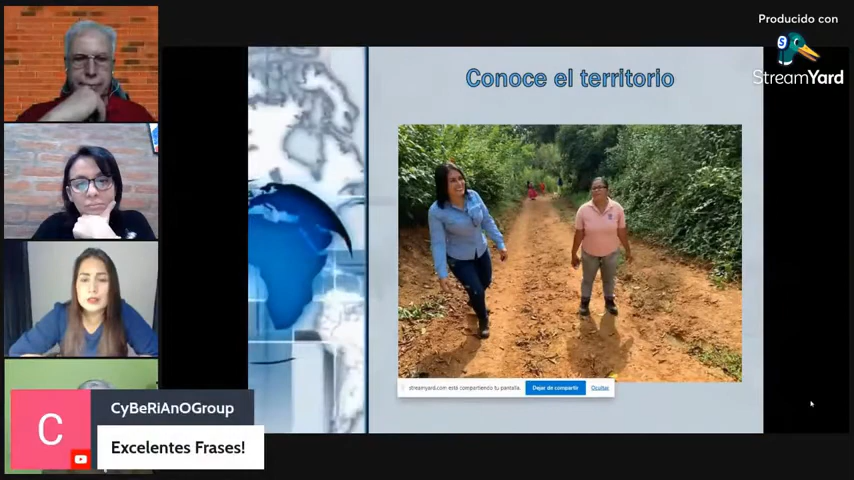 Producido con
S
StreamYard
Conoce el territorio
streamyard.com está compartiendo tu pantalla.
Dejar de compartir
Ocultar
C
CyBeRiAnOGroup
Excelentes Frases!